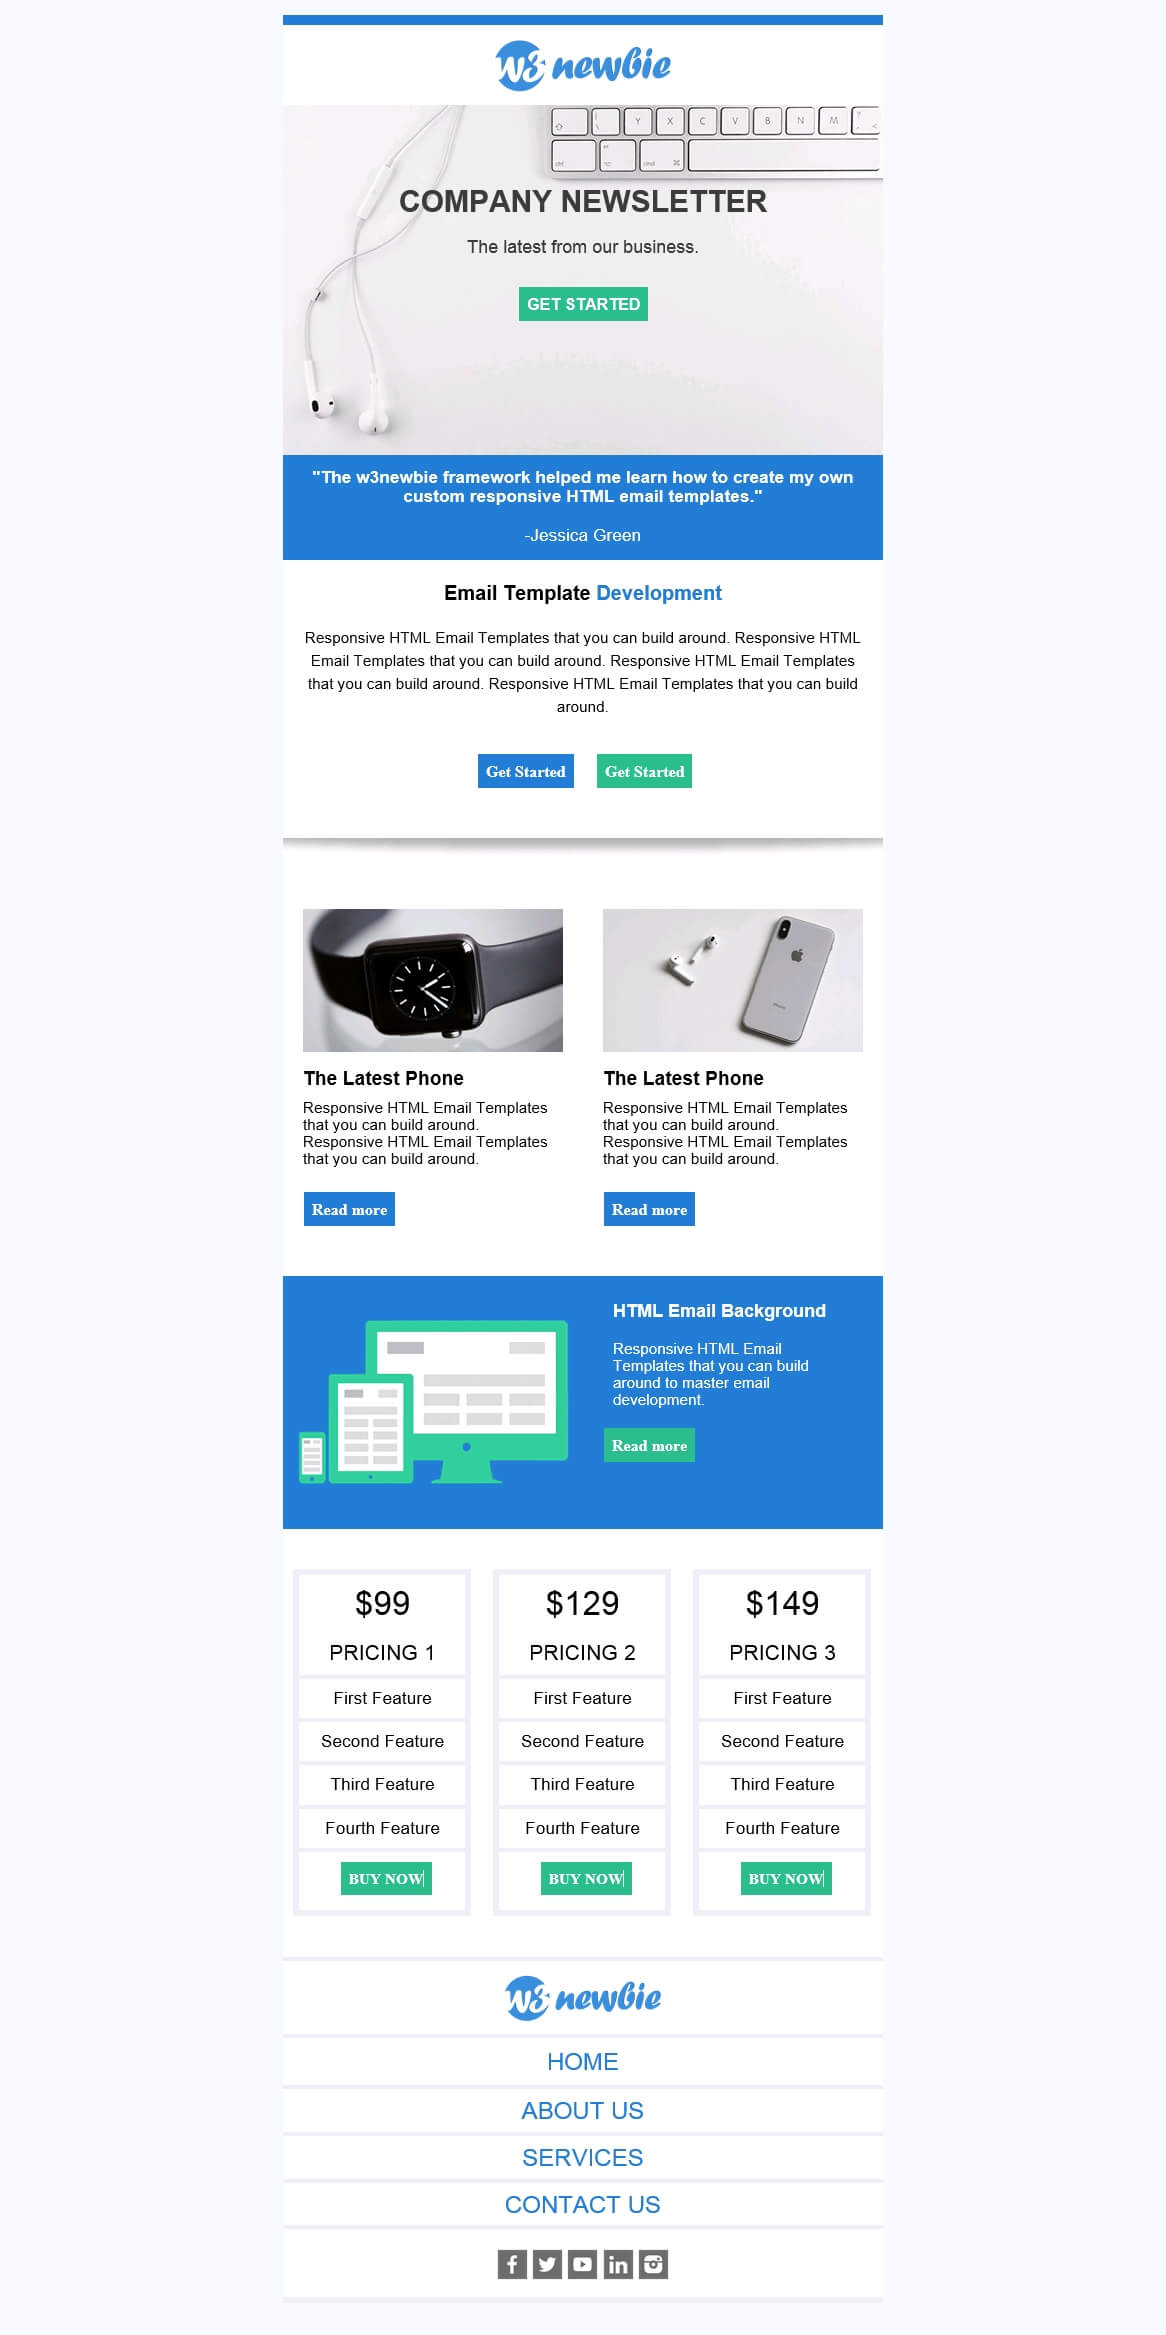 w3 newbie
Y X C V B N M
COMPANY NEWSLETTER
The latest from our business.
GET STARTED
"The w3newbie framework helped me learn how to create my own
custom responsive HTML email templates."
-Jessica Green
Email Template Development
Responsive HTML Email Templates that you can build around. Responsive HTML
Email Templates that you can build around. Responsive HTML Email Templates
that you can build around. Responsive HTML Email Templates that you can build
around.
Get Started Get Started
The Latest Phone
Responsive HTML Email Templates
that you can build around.
Responsive HTML Email Templates
that you can build around.
Read more
The Latest Phone
Responsive HTML Email Templates
that you can build around.
Responsive HTML Email Templates
that you can build around.
Read more
HTML Email Background
Responsive HTML Email
Templates that you can build
around to master email
development.
Read more
$99
PRICING 1
First Feature
Second Feature
Third Feature
Fourth Feature
BUY NOW
$129
PRICING 2
First Feature
Second Feature
Third Feature
Fourth Feature
BUY NOW
$149
PRICING 3
First Feature
Second Feature
Third Feature
Fourth Feature
BUY NOW
w3 newbie
HOME
ABOUT US
SERVICES
CONTACT US